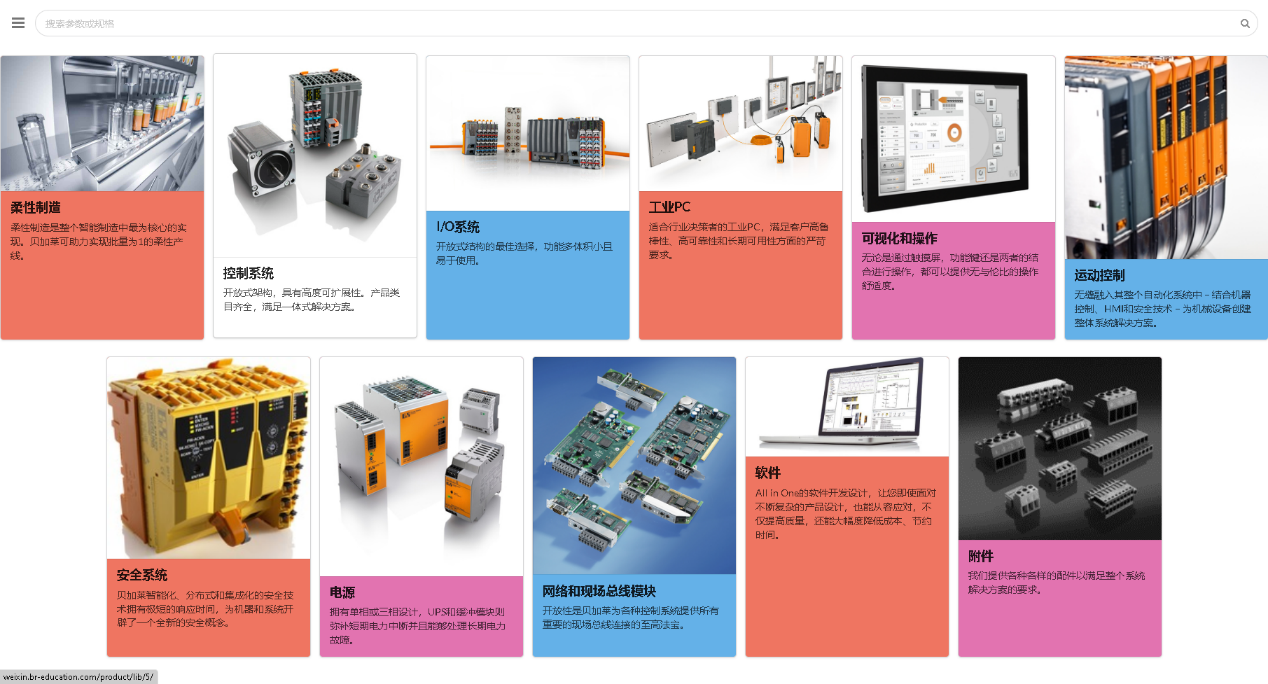 搜索参数或规格
柔性制造
柔性制造是整个智能制造中最为核心的实
现。贝加莱可助力实现批量为1的柔性产
线。
控制系统
开放式架构，具有高度可扩展性。产品类
目齐全，满足一体式解决方案。
I/O系统
开放式结构的最佳选择，功能多体积小且
易于使用。
工业PC
适合行业决策者的工业PC，满足客户高鲁
棒性、高可靠性和长期可用性方面的严苛
要求。
可视化和操作
无论是通过触摸屏，功能键还是两者的结
合进行操作，都可以提供无与伦比的操作
舒适度。
运动控制
无缝融入其整个自动化系统中 – 结合机器
控制、HMI和安全技术 – 为机械设备创建
整体系统解决方案。
安全系统
贝加莱智能化、分布式和集成化的安全技
术拥有极短的响应时间，为机器和系统开
辟了一个全新的安全概念。
电源
拥有单相或三相设计，UPS和缓冲模块则
弥补短期电力中断并且能够处理长期电力
故障。
网络和现场总线模块
开放性是贝加莱为各种控制系统提供所有
重要的现场总线连接的至高法宝。
软件
All in One的软件开发设计，让您即使面对
不断复杂的产品设计，也能从容应对，不
仅提高质量，还能大幅度降低成本、节约
时间。
附件
我们提供各种各样的配件以满足整个系统
解决方案的要求。
weixin.br-education.com/product/lib/5/